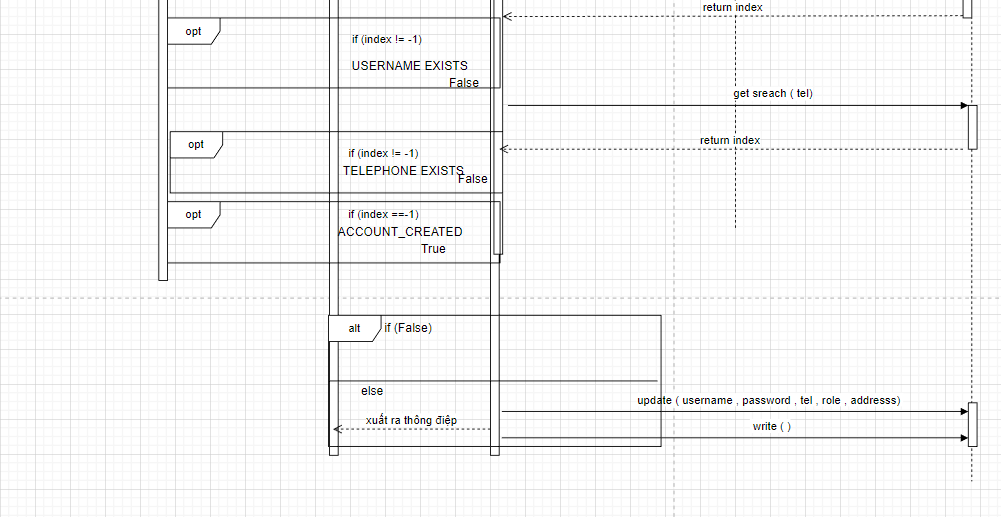 return index
opt
if (index != -1)
USERNAME EXISTS
False
get sreach ( tel)
return index
opt
if (index != -1)
TELEPHONE EXISTS
False
opt
if (index ==-1)
ACCOUNT_CREATED
True
alt
if (False)
else
update ( username , password , tel , role , addresss)
xuất ra thông điệp
write ( )